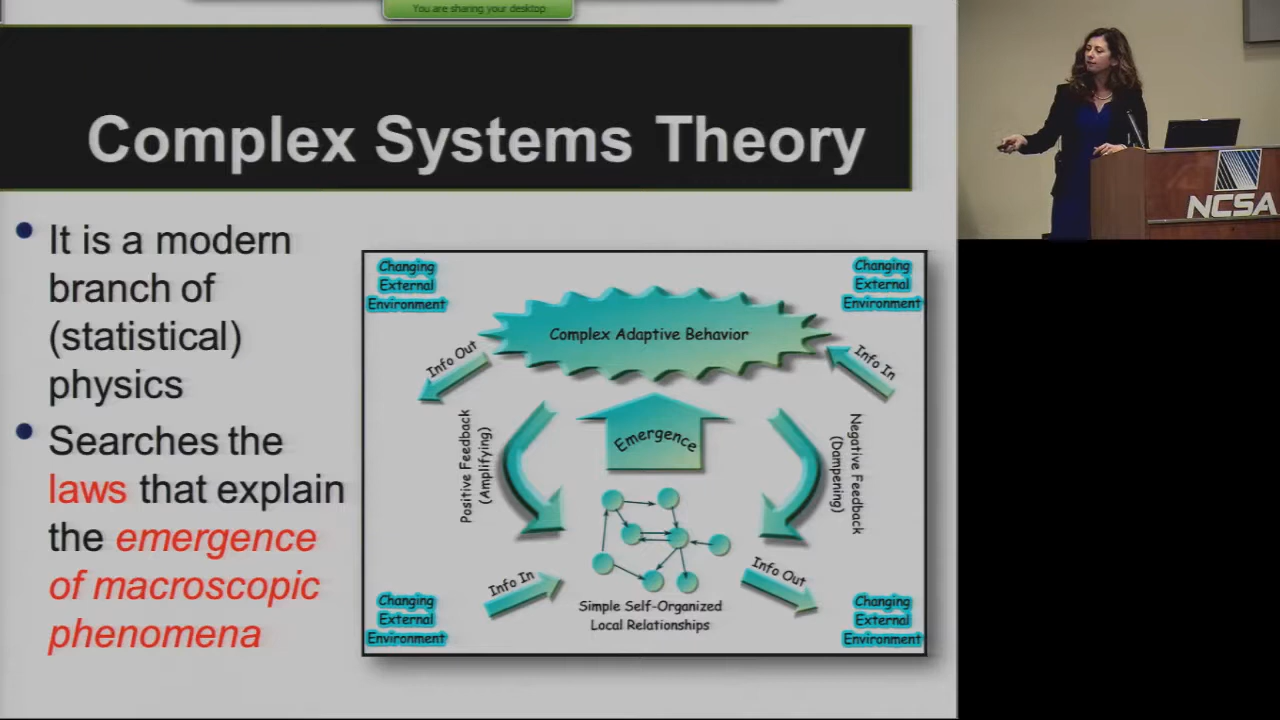 You are sharing your desktop
Complex Systems Theory
It is a modern
branch of
(statistical)
physics
Searches the
laws that explain
the emergence
of macroscopic
phenomena
Changing
External
Environment
Changing
External
Environment
Complex Adaptive Behavior
Info Out
Info In
Positive Feedback
(Amplifying)
Emergence
Negative Feedback
(Dampening)
Info In
Info Out
Simple Self-Organized
Local Relationships
Changing
External
Environment
Changing
External
Environment
NCSA